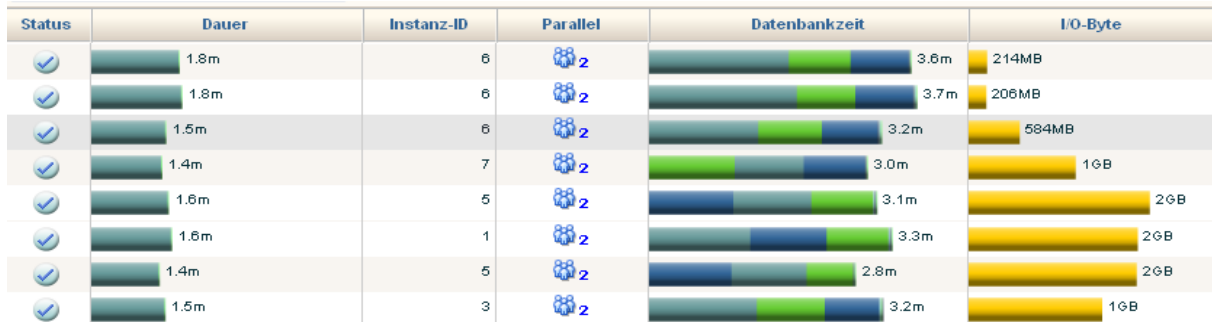 Status Dauer Instanz-ID Parallel Datenbankzeit I/O-Byte
1.8m 6 2 3.6m 214MB
1.8m 6 2 3.7m 206MB
1.5m 6 2 3.2m 584MB
1.4m 7 2 3.0m 1GB
1.6m 5 2 3.1m 2GB
1.6m 1 2 3.3m 2GB
1.4m 5 2 2.8m 2GB
1.5m 3 2 3.2m 1GB